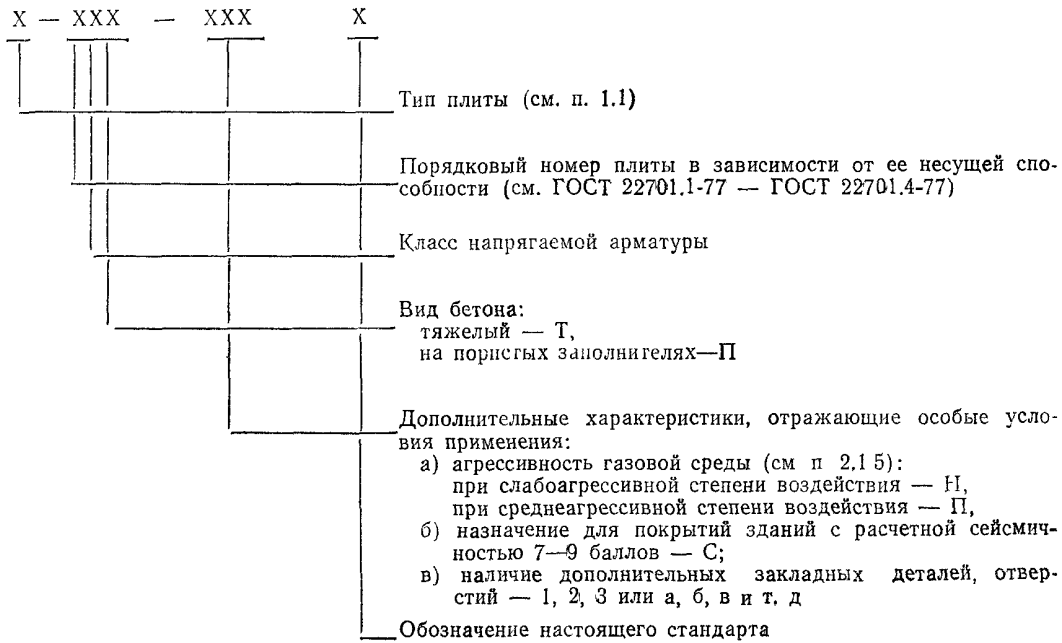 X — XXX — XXX X
Тип плиты (см. п. 1.1)
Порядковый номер плиты в зависимости от ее несущей спо-
собности (см. ГОСТ 22701.1-77 — ГОСТ 22701.4-77)
Класс напрягаемой арматуры
Вид бетона:
тяжелый — Т,
на пористых заполнителях—П
Дополнительные характеристики, отражающие особые усло-
вия применения:
а) агрессивность газовой среды (см п 2.1 5):
при слабоагрессивной степени воздействия — Н,
при среднеагрессивной степени воздействия — П,
б) назначение для покрытий зданий с расчетной сейсмич-
ностью 7—9 баллов — С;
в) наличие дополнительных закладных деталей, отвер-
стий — 1, 2, 3 или а, б, в и т. д
Обозначение настоящего стандарта